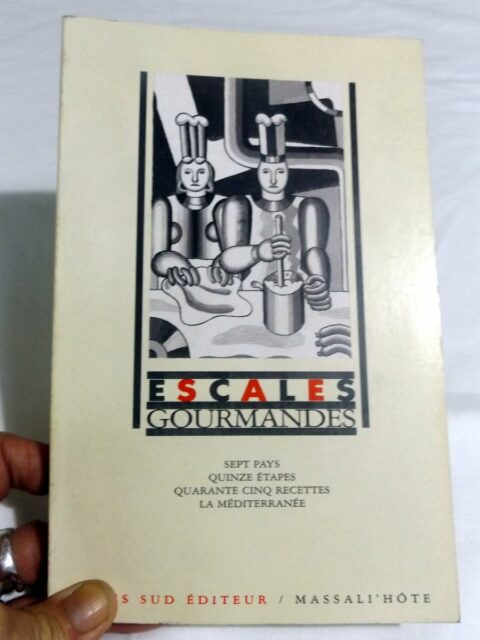 ESCALES
GOURMANDES
SEPT PAYS
QUINZE ÉTAPES
QUARANTE CINQ RECETTES
LA MÉDITERRANÉE
SUD ÉDITEUR / MASSALI'HÔTE